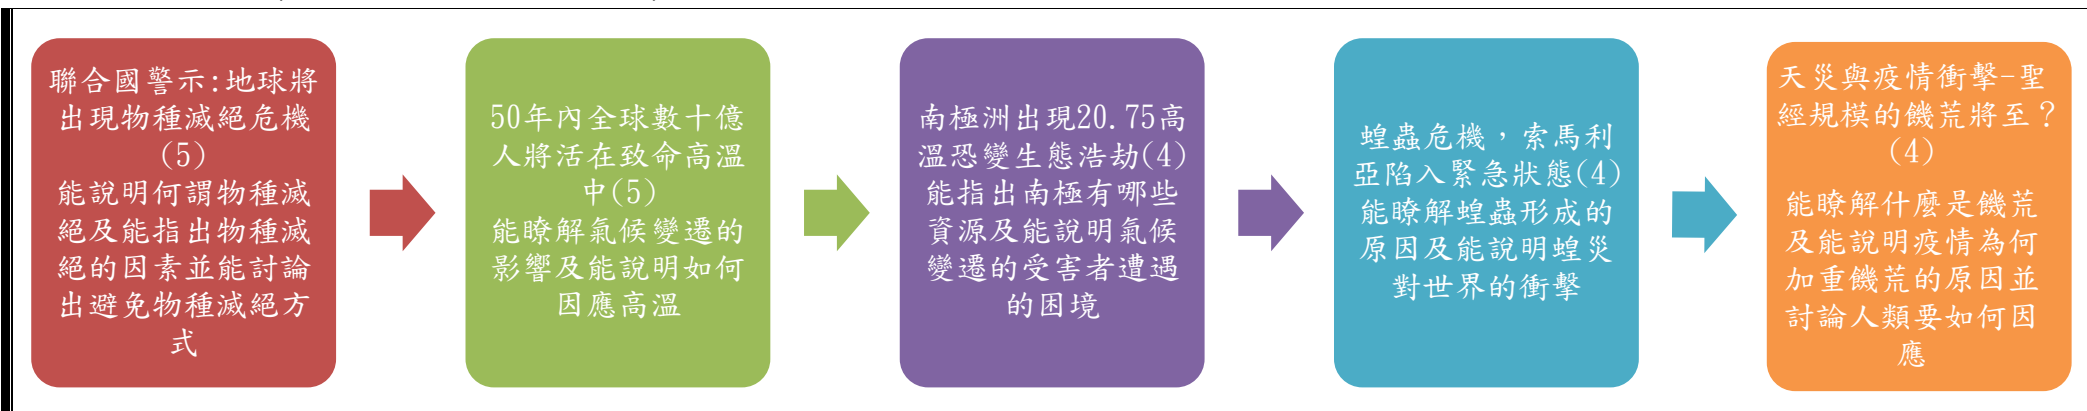 聯合國警示:地球將
出現物種滅絕危機
(5)
能說明何謂物種滅
絕及能指出物種滅
絕的因素並能討論
出避免物種滅絕方
式
50年內全球數十億
人將活在致命高溫
中(5)
能瞭解氣候變遷的
影響及能說明如何
因應高溫
南極洲出現20.75高
溫恐變生態浩劫(4)
能指出南極有哪些
資源及能說明氣候
變遷的受害者遭遇
的困境
蝗蟲危機，索馬利
亞陷入緊急狀態(4)
能瞭解蝗蟲形成的
原因及能說明蝗災
對世界的衝擊
天災與疫情衝擊-聖
經規模的饑荒將至？
(4)
能瞭解什麼是饑荒
及能說明疫情為何
加重饑荒的原因並
討論人類要如何因
應